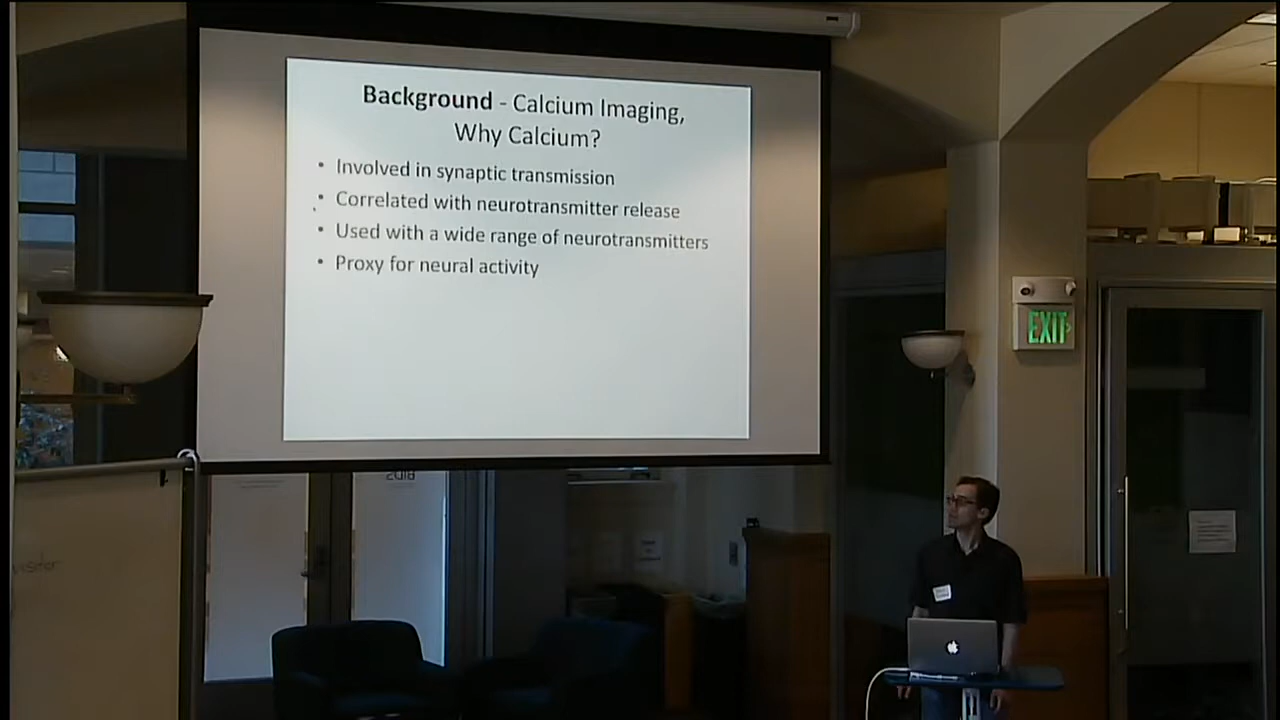 Background - Calcium Imaging,
Why Calcium?
• Involved in synaptic transmission
• Correlated with neurotransmitter release
• Used with a wide range of neurotransmitters
• Proxy for neural activity
EXIT